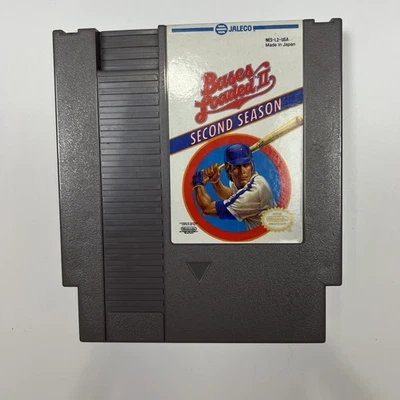 JALECO
NES-L2-USA
Made in Japan
Bases
Loaded II
SECOND SEASON